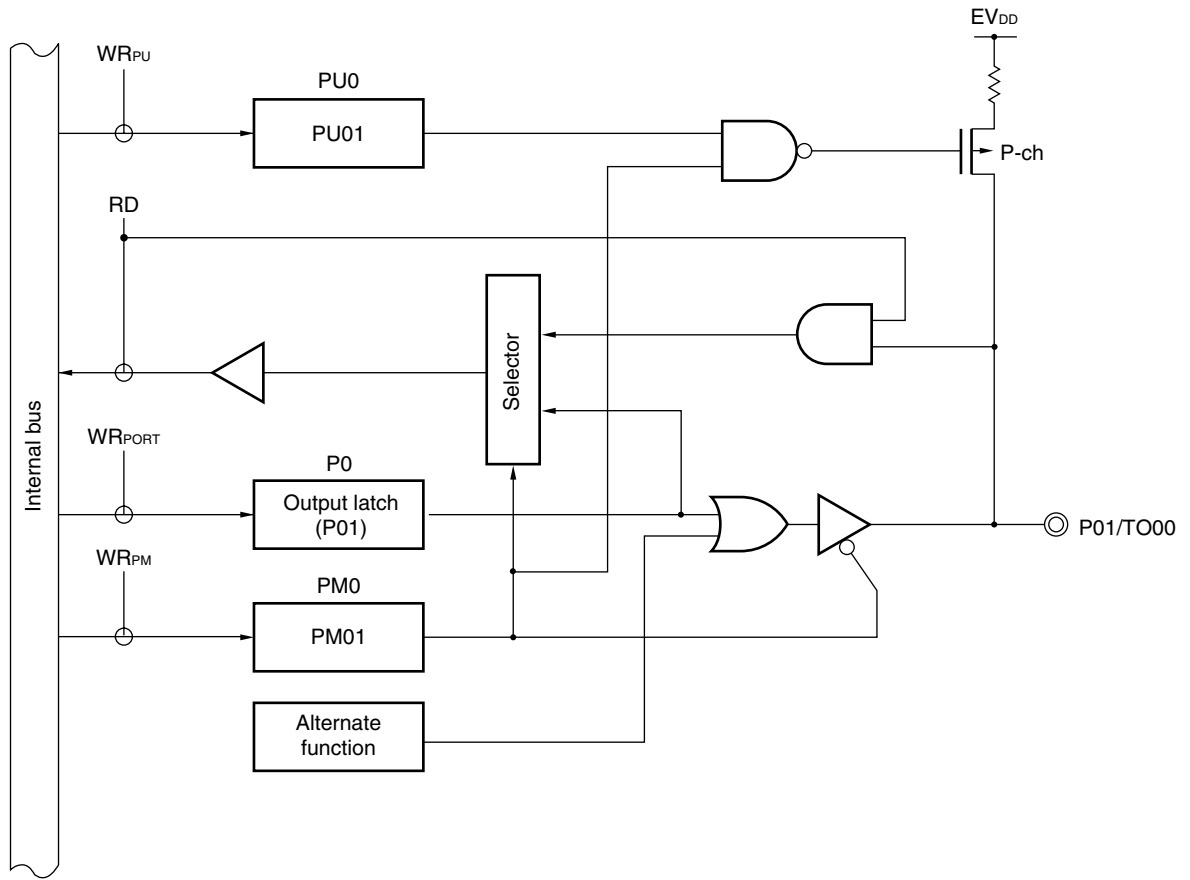 EVDD
WRPU
PU0
PU01
P-ch
RD
Selector
Internal bus
WRPORT
P0
Output latch
(P01)
P01/TO00
WRPM
PM0
PM01
Alternate
function